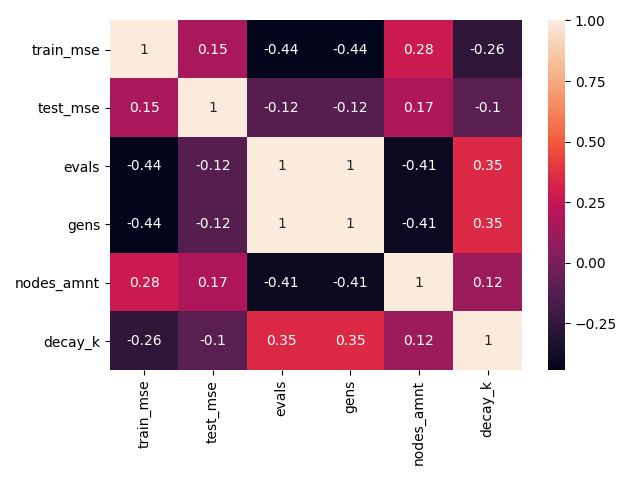 train_mse 1 0.15 -0.44 -0.44 0.28 -0.26
test_mse 0.15 1 -0.12 -0.12 0.17 -0.1
evals -0.44 -0.12 1 1 -0.41 0.35
gens -0.44 -0.12 1 1 -0.41 0.35
nodes_amnt 0.28 0.17 -0.41 -0.41 1 0.12
decay_k -0.26 -0.1 0.35 0.35 0.12 1
train_mse
test_mse
evals
gens
nodes_amnt
decay_k
1.00
0.75
0.50
0.25
0.00
−0.25